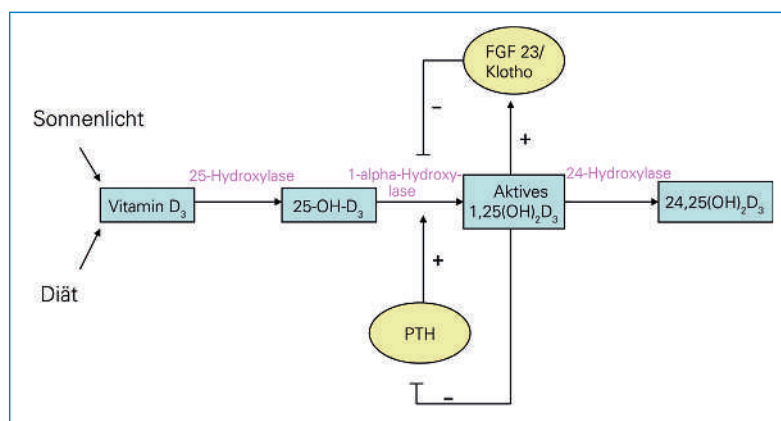 FGF 23/
Klotho
–
+
Sonnenlicht
25-Hydroxylase
1-alpha-Hydroxy-
lase
24-Hydroxylase
Vitamin D₃
25-OH-D₃
Aktives
1,25(OH)₂D₃
24,25(OH)₂D₃
+
Diät
PTH
–